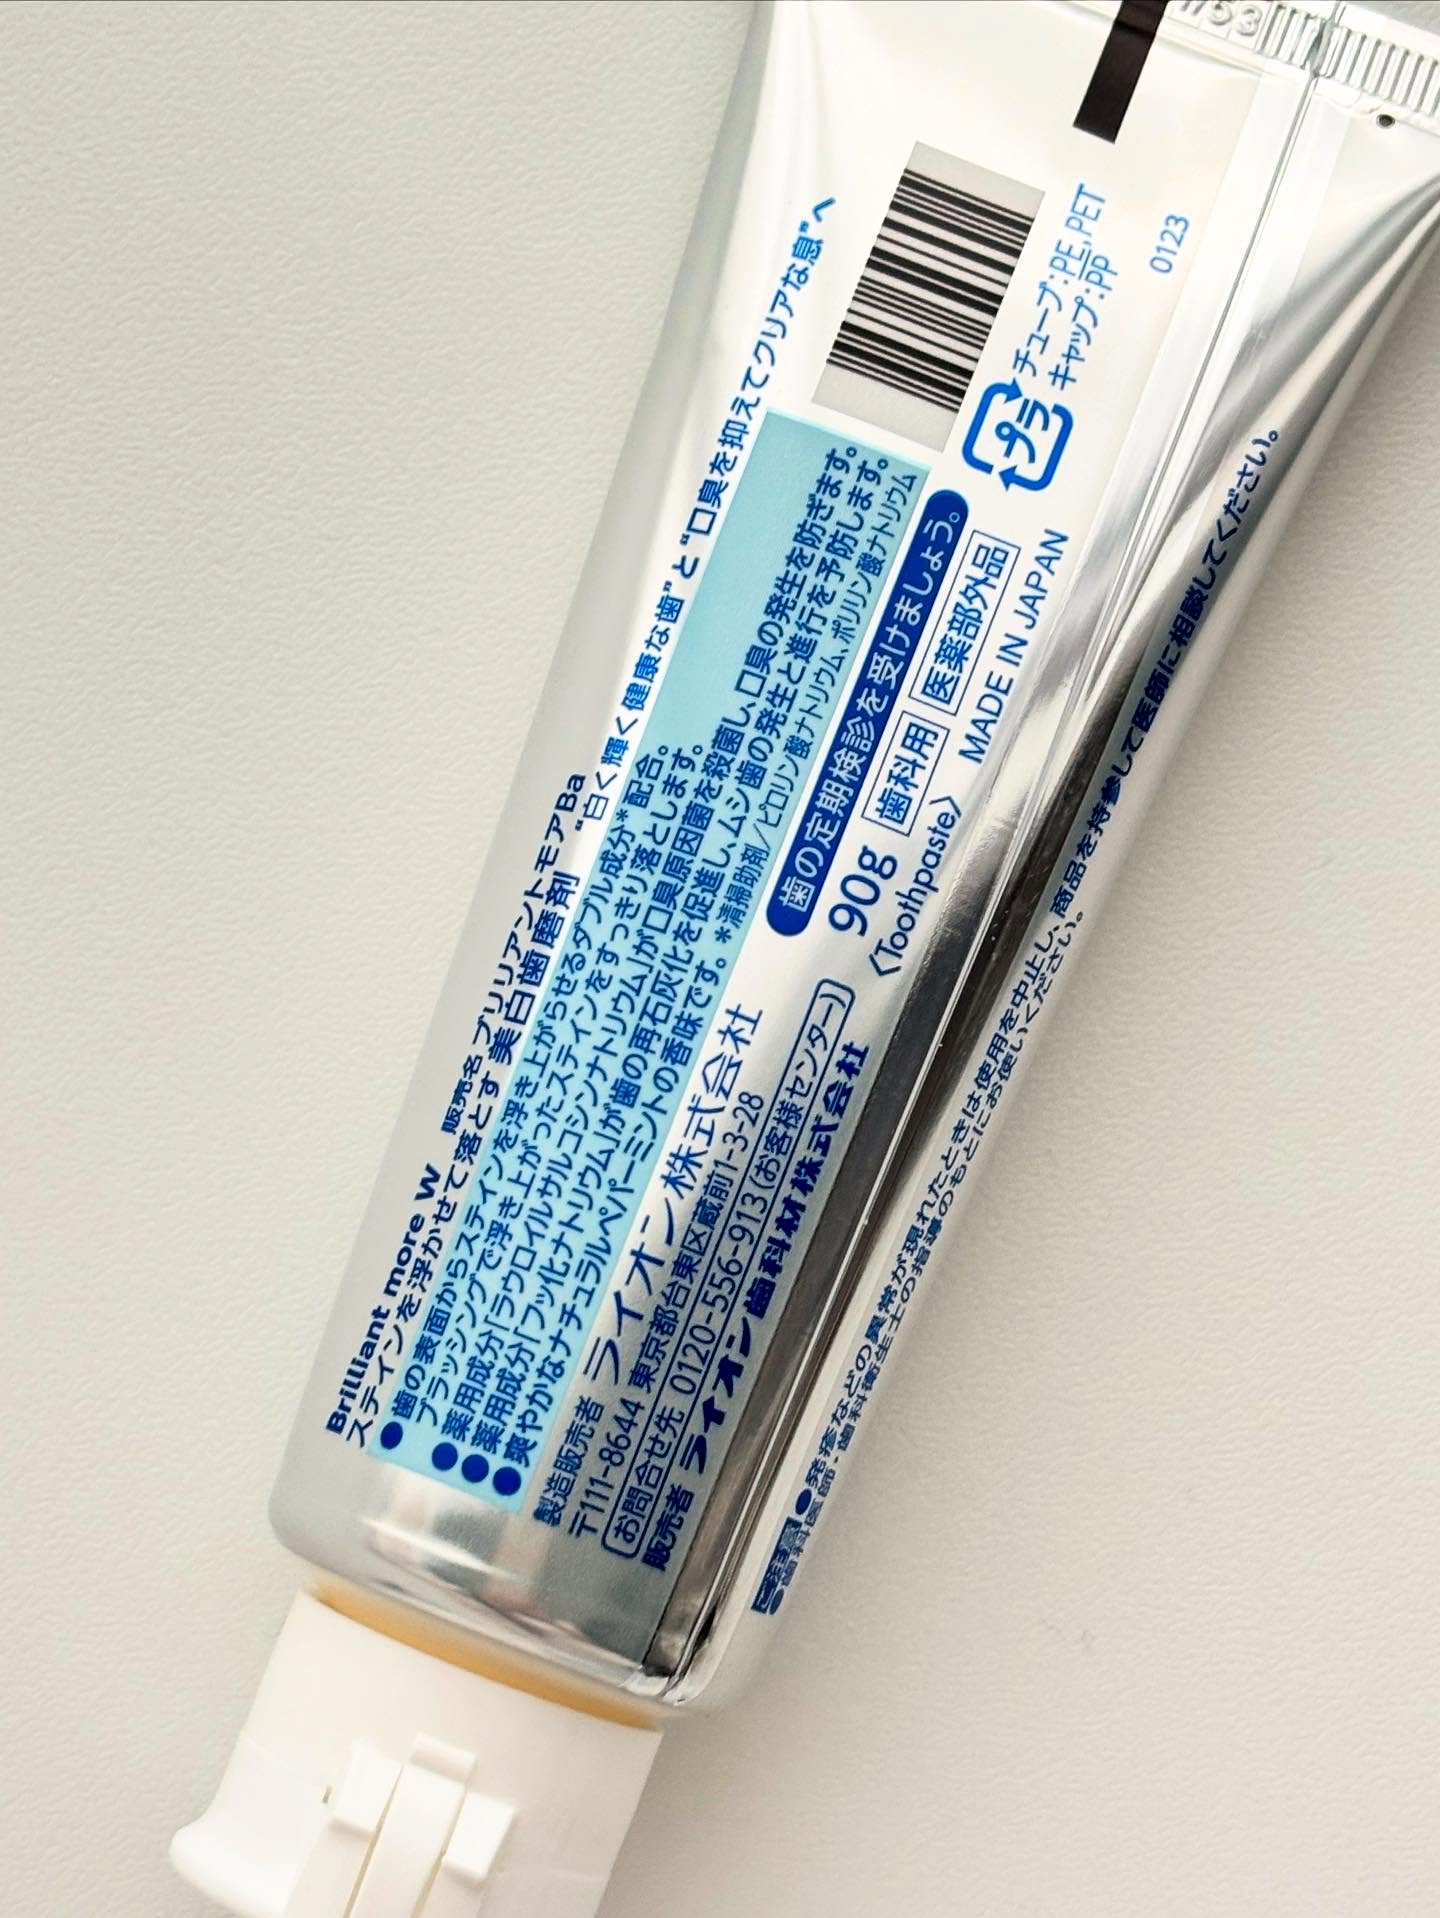 Brilliant more W 販売名 ブリリアントモアBa
ステインを浮かせて落とす 美白歯磨剤 “白く輝く健康な歯”と“口臭を抑えてクリアな息”へ
●歯の表面からステインを浮き上がらせるダブル成分*配合。
ブラッシングで浮き上がったステインをすっきり落とします。
●薬用成分「ラウロイルサルコシンナトリウム」が口臭原因菌を殺菌し、口臭の発生を防ぎます。
●薬用成分「フッ化ナトリウム」が歯の再石灰化を促進し、ムシ歯の発生と進行を予防します。
●爽やかなナチュラルペパーミントの香味です。 *清掃助剤/ピロリン酸ナトリウム、ポリリン酸ナトリウム
製造販売者 ライオン株式会社
〒111-8644 東京都台東区蔵前1-3-28
お問合せ先 0120-556-913(お客様センター)
販売者 ライオン歯科材株式会社
歯の定期検診を受けましょう。
90g 歯科用 医薬部外品
〈Toothpaste〉 MADE IN JAPAN
プラ
チューブ:PE,PET
キャップ:PP
0123
●発疹などの異常が現れたときは使用を中止し、商品を持参して医師に相談してください。
●歯科医師・歯科衛生士の指導のもとにお使いください。